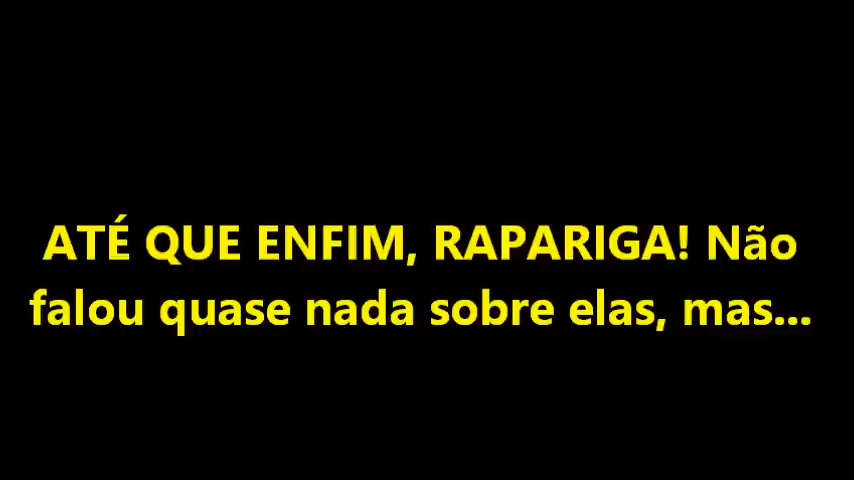 ATÉ QUE ENFIM, RAPARIGA! Não
falou quase nada sobre elas, mas...